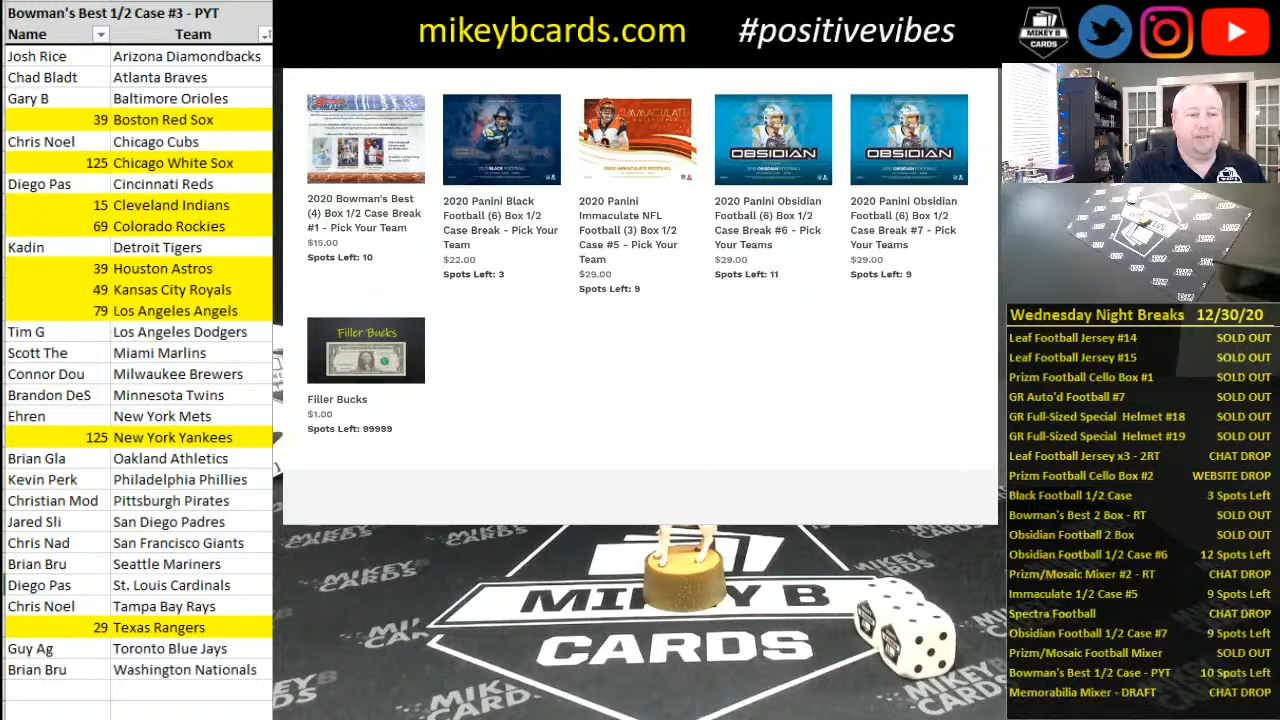 Bowman's Best 1/2 Case #3 - PYT
Name Team
Josh Rice Arizona Diamondbacks
Chad Bladt Atlanta Braves
Gary B Baltimore Orioles
39 Boston Red Sox
Chris Noel Chicago Cubs
125 Chicago White Sox
Diego Pas Cincinnati Reds
15 Cleveland Indians
69 Colorado Rockies
Kadin Detroit Tigers
39 Houston Astros
49 Kansas City Royals
79 Los Angeles Angels
Tim G Los Angeles Dodgers
Scott The Miami Marlins
Connor Dou Milwaukee Brewers
Brandon DeS Minnesota Twins
Ehren New York Mets
125 New York Yankees
Brian Gla Oakland Athletics
Kevin Perk Philadelphia Phillies
Christian Mod Pittsburgh Pirates
Jared Sli San Diego Padres
Chris Nad San Francisco Giants
Brian Bru Seattle Mariners
Diego Pas St. Louis Cardinals
Chris Noel Tampa Bay Rays
29 Texas Rangers
Guy Ag Toronto Blue Jays
Brian Bru Washington Nationals
mikeybcards.com #positivevibes
MIKEY B
CARDS
2020 Bowman's Best
(4) Box 1/2 Case Break
#1 - Pick Your Team
$15.00
Spots Left: 10
2020 Panini Black
Football (6) Box 1/2
Case Break - Pick Your
Team
$22.00
Spots Left: 3
IMMACULATE
2020 Panini
Immaculate NFL
Football (3) Box 1/2
Case #5 - Pick Your
Team
$29.00
Spots Left: 9
OBSIDIAN
2020 Panini Obsidian
Football (6) Box 1/2
Case Break #6 - Pick
Your Teams
$29.00
Spots Left: 11
OBSIDIAN
2020 Panini Obsidian
Football (6) Box 1/2
Case Break #7 - Pick
Your Teams
$29.00
Spots Left: 9
Filler Bucks
Filler Bucks
$1.00
Spots Left: 99999
MIKEY B
CARDS
Wednesday Night Breaks 12/30/20
Leaf Football Jersey #14 SOLD OUT
Leaf Football Jersey #15 SOLD OUT
Prizm Football Cello Box #1 SOLD OUT
GR Auto'd Football #7 SOLD OUT
GR Full-Sized Special Helmet #18 SOLD OUT
GR Full-Sized Special Helmet #19 SOLD OUT
Leaf Football Jersey x3 - 2RT CHAT DROP
Prizm Football Cello Box #2 WEBSITE DROP
Black Football 1/2 Case 3 Spots Left
Bowman's Best 2 Box - RT SOLD OUT
Obsidian Football 2 Box SOLD OUT
Obsidian Football 1/2 Case #6 12 Spots Left
Prizm/Mosaic Mixer #2 - RT CHAT DROP
Immaculate 1/2 Case #5 9 Spots Left
Spectra Football CHAT DROP
Obsidian Football 1/2 Case #7 9 Spots Left
Prizm/Mosaic Football Mixer SOLD OUT
Bowman's Best 1/2 Case - PYT 10 Spots Left
Memorabilia Mixer - DRAFT CHAT DROP